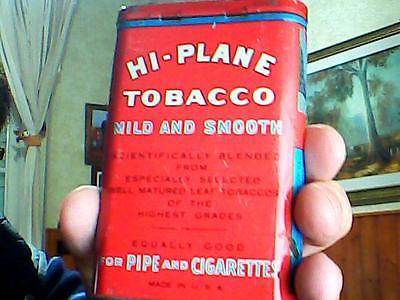 HI-PLANE
TOBACCO
MILD AND SMOOTH
SCIENTIFICALLY BLENDED
FROM
ESPECIALLY SELECTED
WELL MATURED LEAF TOBACCOS
OF THE
HIGHEST GRADES
EQUALLY GOOD
FOR PIPE AND CIGARETTES
MADE IN U.S.A.